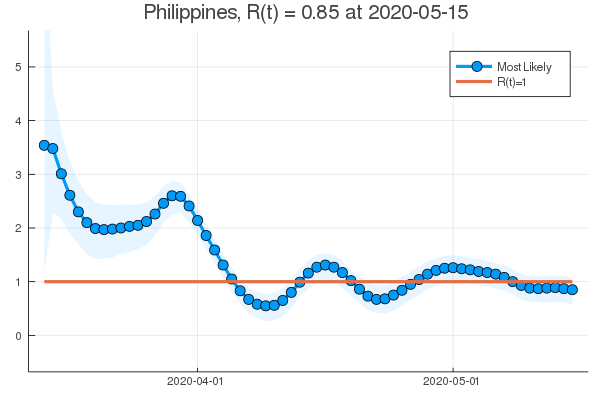 Philippines, R(t) = 0.85 at 2020-05-15
Most Likely
R(t)=1
5
4
3
2
1
0
2020-04-01
2020-05-01